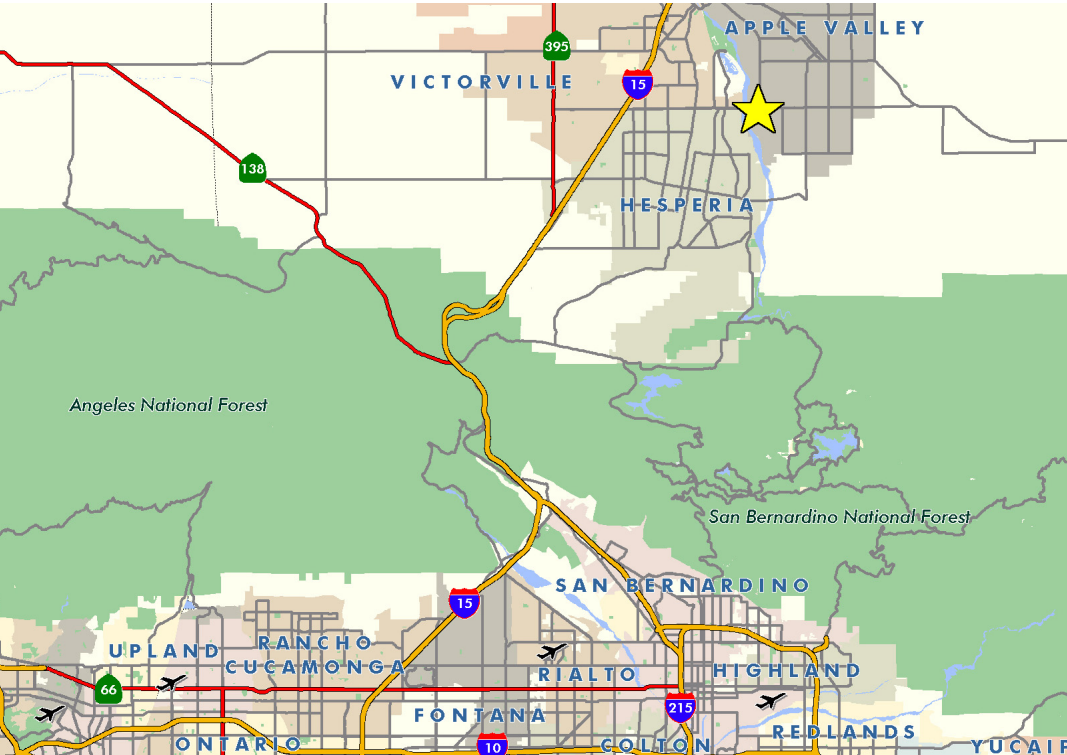 APPLE VALLEY
395
VICTORVILLE
15
138
HESPERIA
Angeles National Forest
San Bernardino National Forest
SAN BERNARDINO
15
UPLAND
RANCHO
CUCAMONGA
RIALTO
HIGHLAND
66
FONTANA
215
REDLANDS
ONTARIO
10
COLTON
YUCAIP